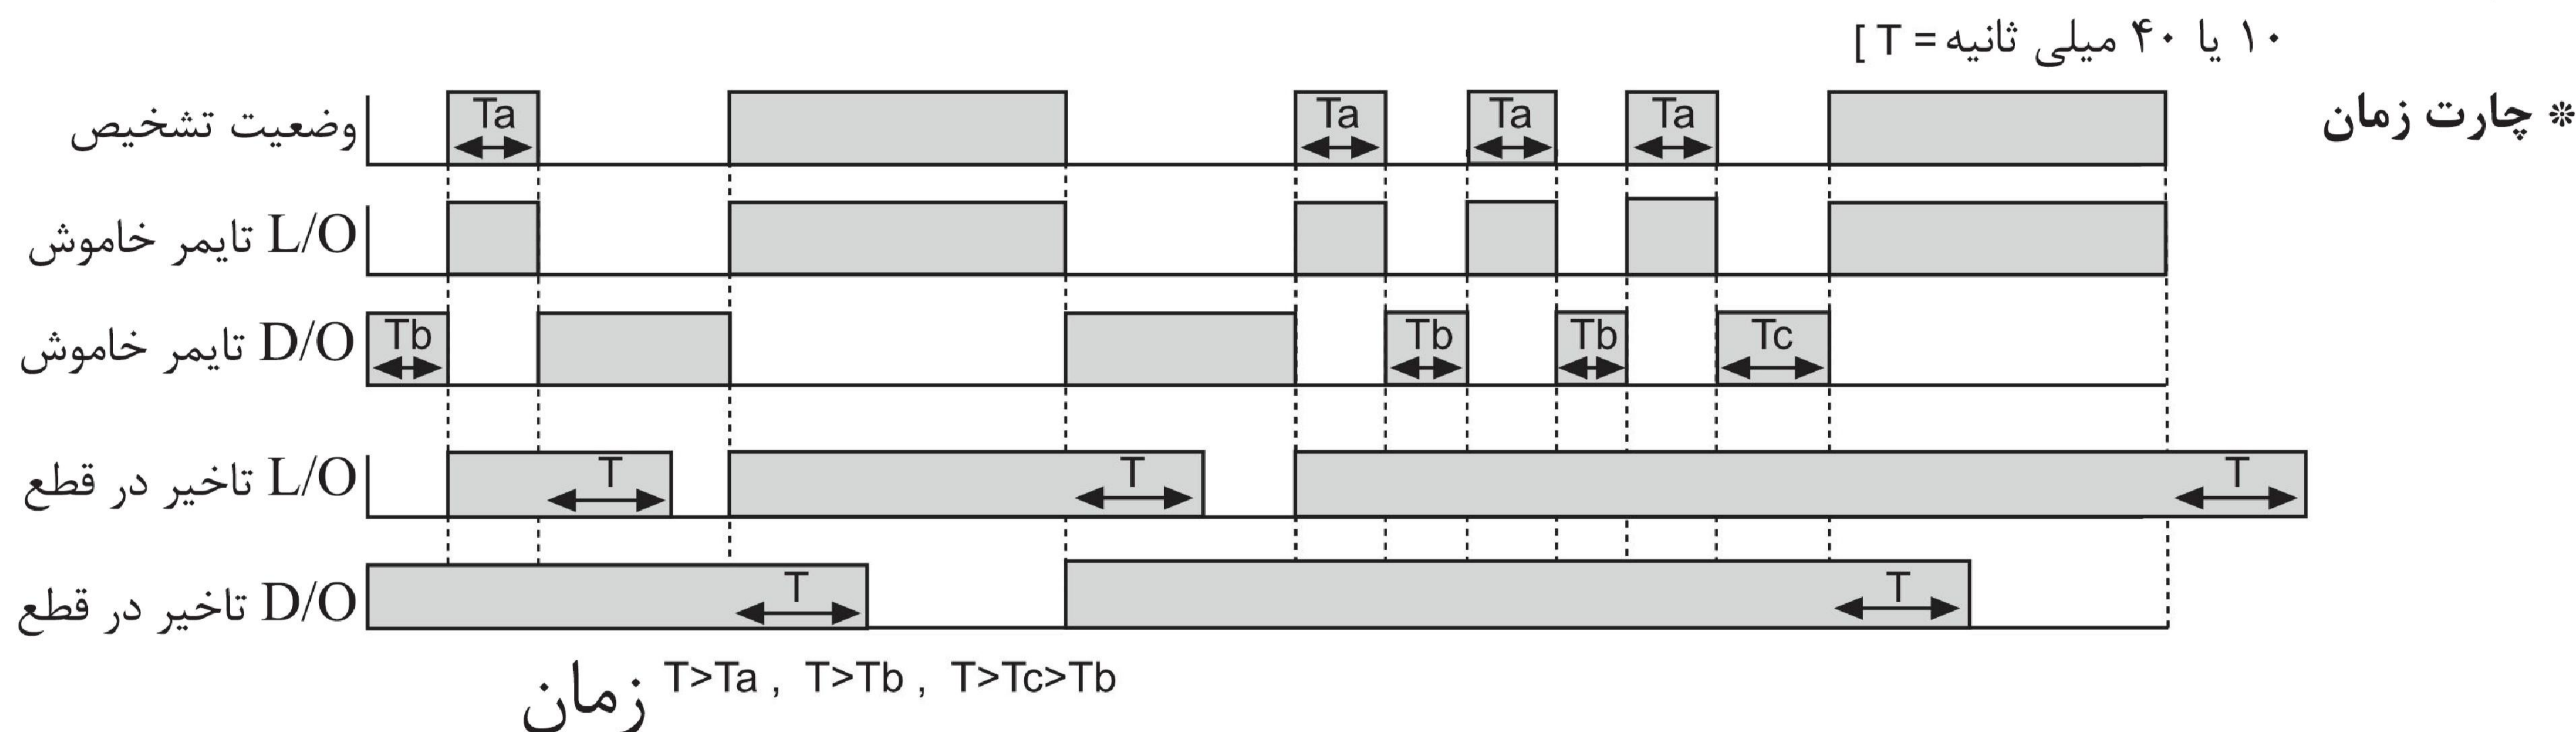 [ T = ۱۰ یا ۴۰ میلی ثانیه
❊ چارت زمان
وضعیت تشخیص Ta Ta Ta Ta
L/O تایمر خاموش
D/O تایمر خاموش Tb Tb Tb Tc
L/O تاخیر در قطع T T T
D/O تاخیر در قطع T T
زمان T>Ta , T>Tb , T>Tc>Tb